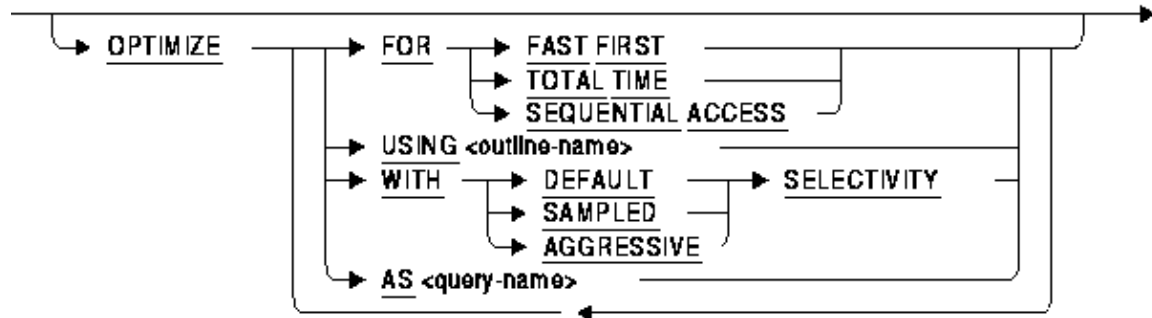 OPTIMIZE FOR FAST FIRST
TOTAL TIME
SEQUENTIAL ACCESS
USING <outline-name>
WITH DEFAULT SELECTIVITY
SAMPLED
AGGRESSIVE
AS <query-name>